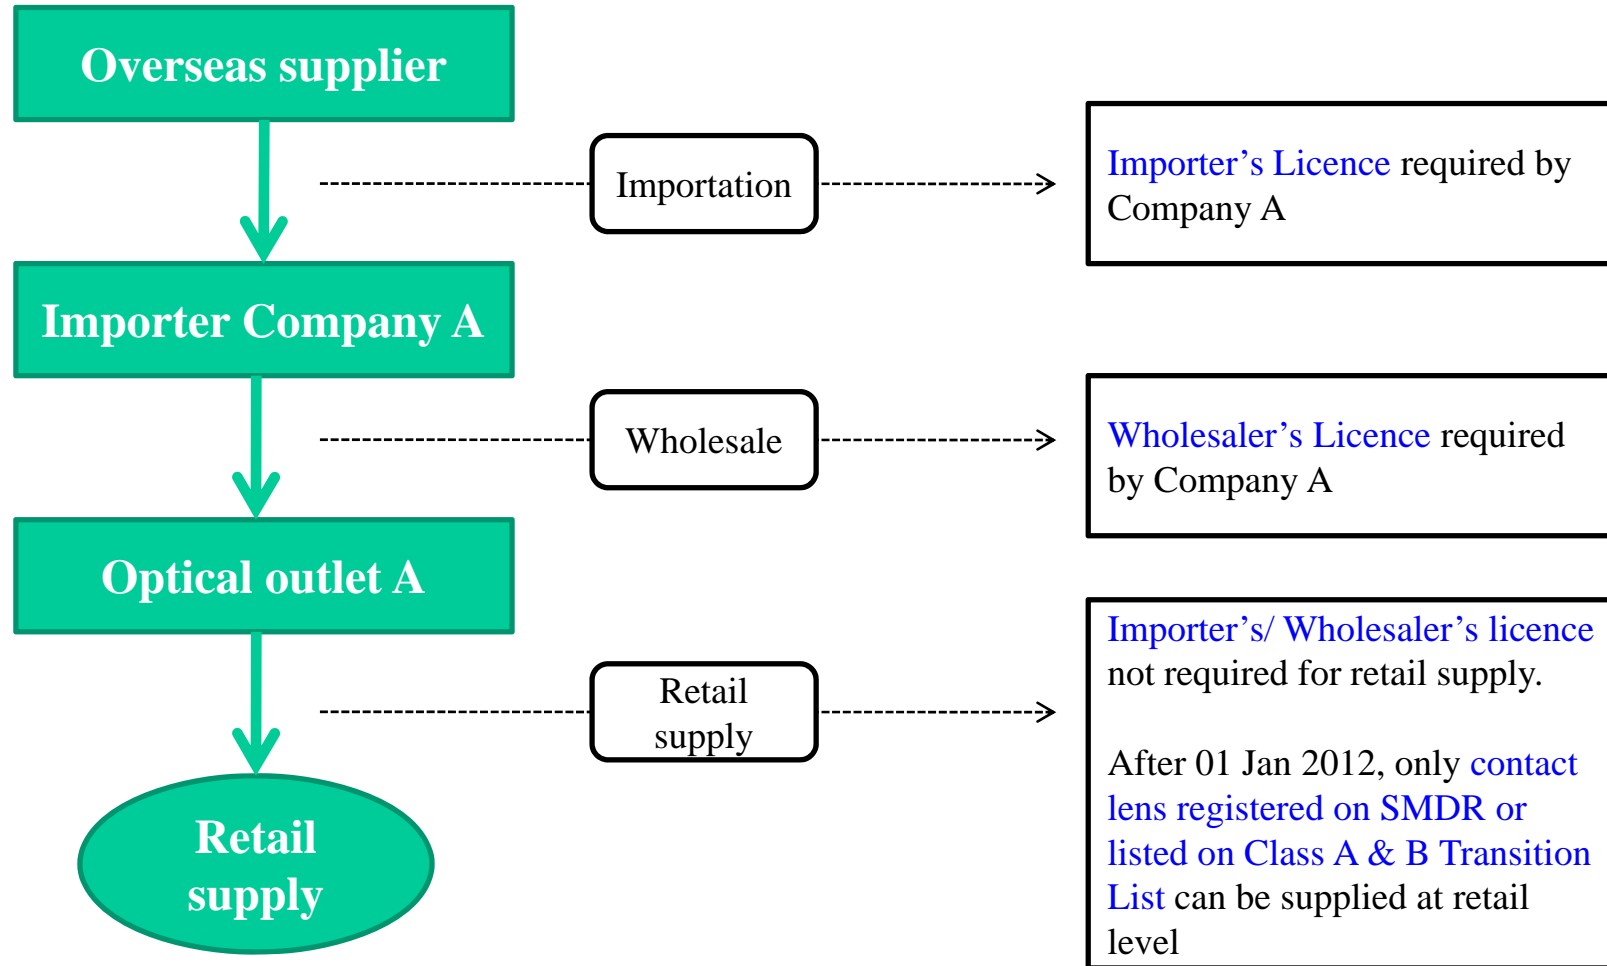 Overseas supplier
Importation
Importer’s Licence required by
Company A
Importer Company A
Wholesale
Wholesaler’s Licence required
by Company A
Optical outlet A
Retail
supply
Importer’s/ Wholesaler’s licence
not required for retail supply.
After 01 Jan 2012, only contact
lens registered on SMDR or
listed on Class A & B Transition
List can be supplied at retail
level
Retail
supply